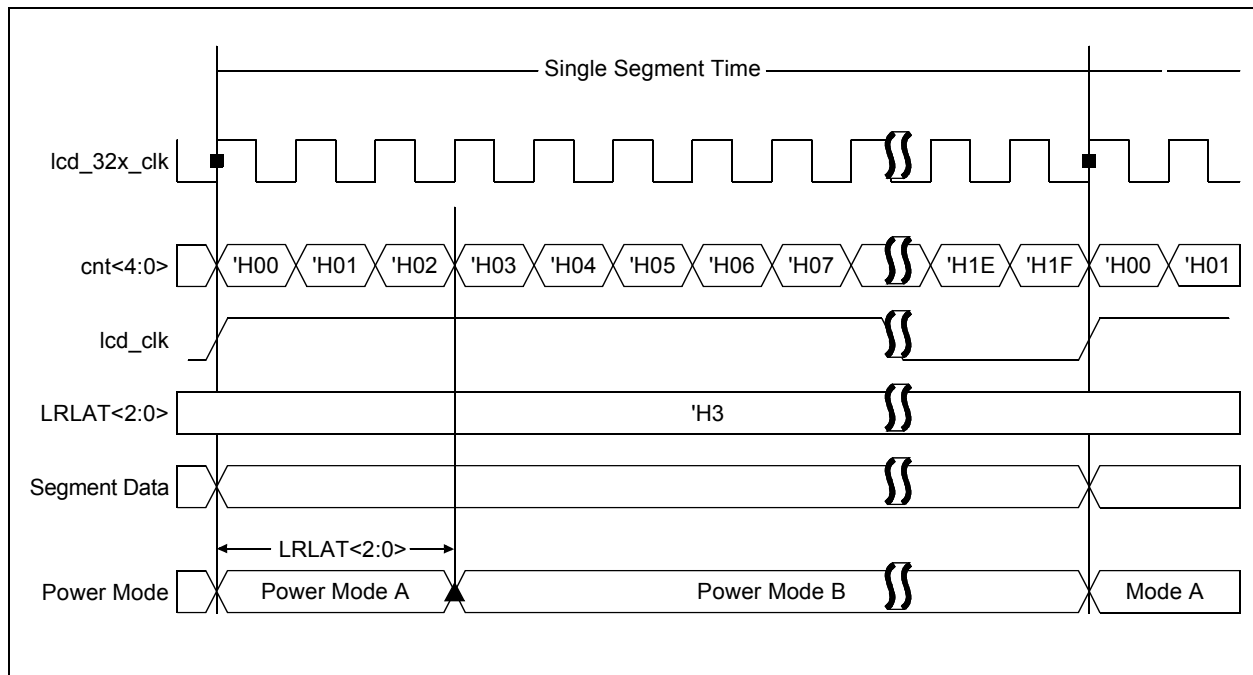 Single Segment Time
lcd_32x_clk
cnt<4:0> 'H00 'H01 'H02 'H03 'H04 'H05 'H06 'H07 'H1E 'H1F 'H00 'H01
lcd_clk
LRLAT<2:0> 'H3
Segment Data
LRLAT<2:0>
Power Mode Power Mode A Power Mode B Mode A